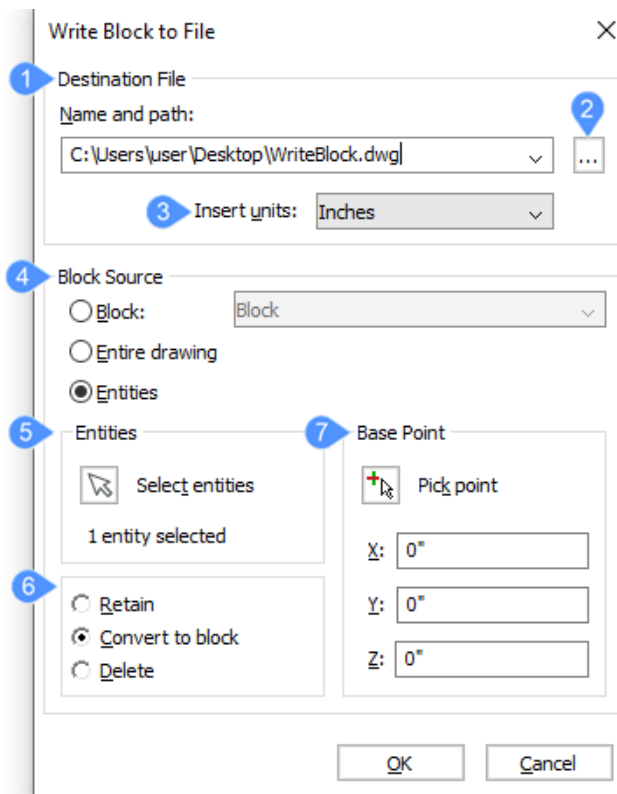 Write Block to File
1 Destination File
Name and path:
2
C:\Users\user\Desktop\WriteBlock.dwg ...
3 Insert units: Inches
4 Block Source
Block: Block
Entire drawing
Entities
5 Entities
Select entities
1 entity selected
6
Retain
Convert to block
Delete
7 Base Point
Pick point
X: 0"
Y: 0"
Z: 0"
OK Cancel